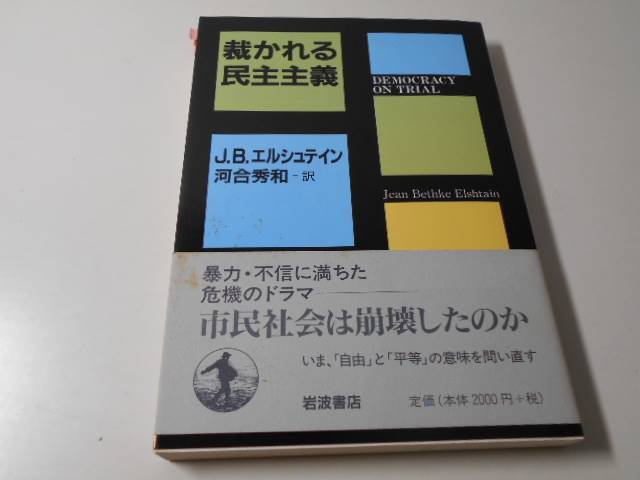 裁かれる
民主主義
DEMOCRACY
ON TRIAL
J.B.エルシュテイン
河合秀和-訳
Jean Bethke Elshtain
暴力・不信に満ちた
危機のドラマ
市民社会は崩壊したのか
いま、「自由」と「平等」の意味を問い直す
岩波書店
定価(本体2000円+税)